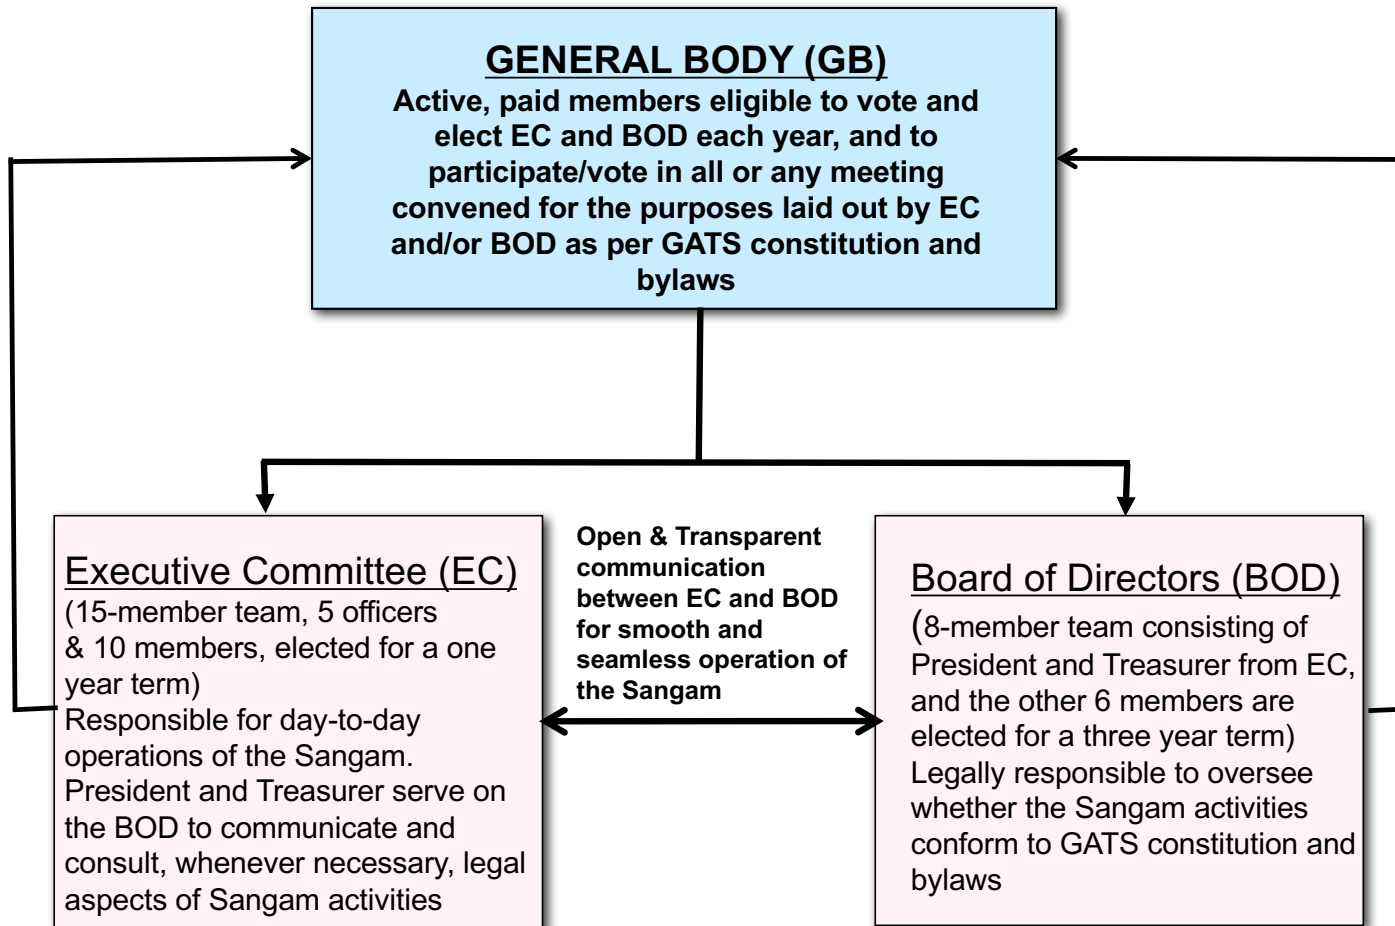 GENERAL BODY (GB)
Active, paid members eligible to vote and
elect EC and BOD each year, and to
participate/vote in all or any meeting
convened for the purposes laid out by EC
and/or BOD as per GATS constitution and
bylaws
Executive Committee (EC)
(15-member team, 5 officers
& 10 members, elected for a one
year term)
Responsible for day-to-day
operations of the Sangam.
President and Treasurer serve on
the BOD to communicate and
consult, whenever necessary, legal
aspects of Sangam activities
Open & Transparent
communication
between EC and BOD
for smooth and
seamless operation of
the Sangam
Board of Directors (BOD)
(8-member team consisting of
President and Treasurer from EC,
and the other 6 members are
elected for a three year term)
Legally responsible to oversee
whether the Sangam activities
conform to GATS constitution and
bylaws